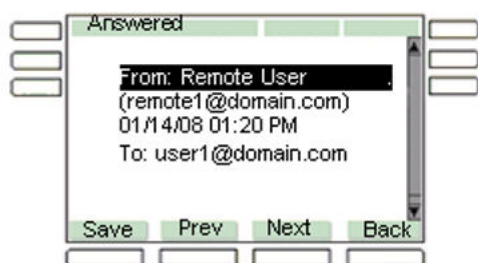 Answered
From: Remote User .
(remote1@domain.com)
01/14/08 01:20 PM
To: user1@domain.com
Save Prev Next Back